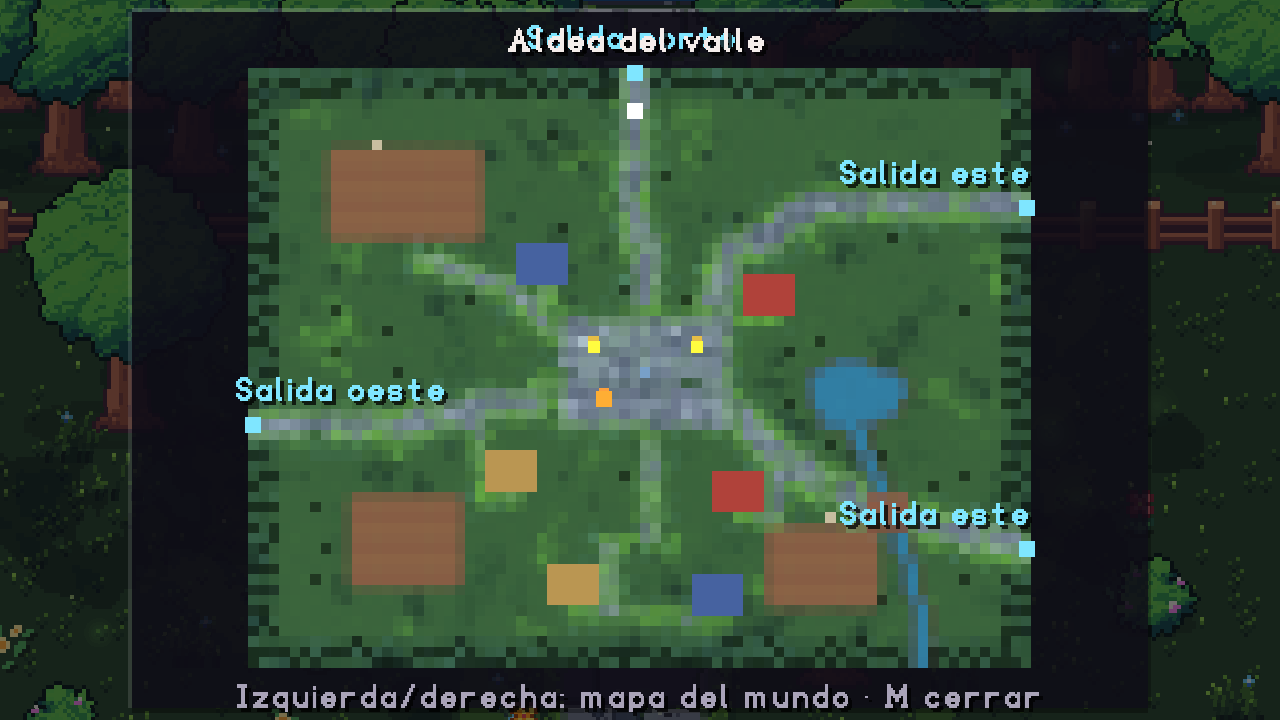 Aldea del valle
Salida este
Salida oeste
Salida este
Izquierda/derecha: mapa del mundo · M cerrar